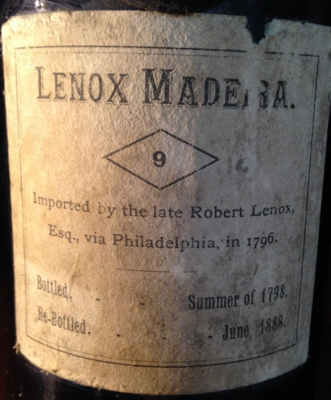 LENOX MADEIRA.
9
Imported by the late Robert Lenox,
Esq., via Philadelphia, in 1796.
Bottled, - - Summer of 1798.
Re-Bottled. - - - June, 1888.